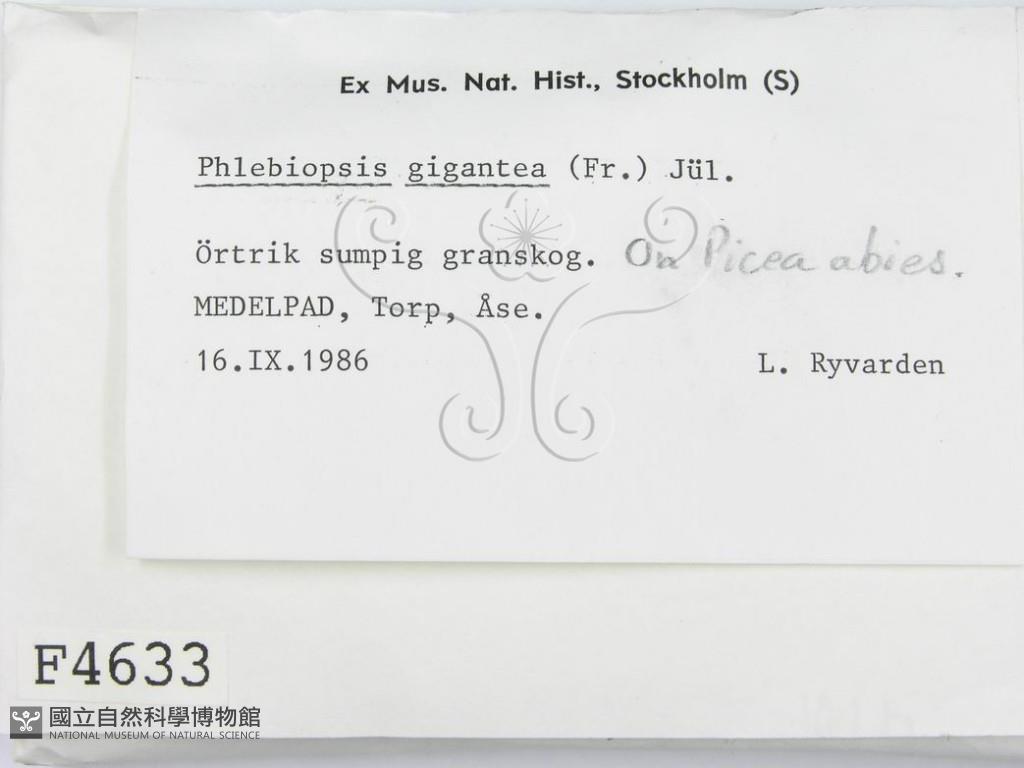 Ex Mus. Nat. Hist., Stockholm (S)
Phlebiopsis gigantea (Fr.) Jül.
Örtrik sumpig granskog. On Picea abies.
MEDELPAD, Torp, Åse.
16.IX.1986 L. Ryvarden
F4633
國立自然科學博物館
NATIONAL MUSEUM OF NATURAL SCIENCE